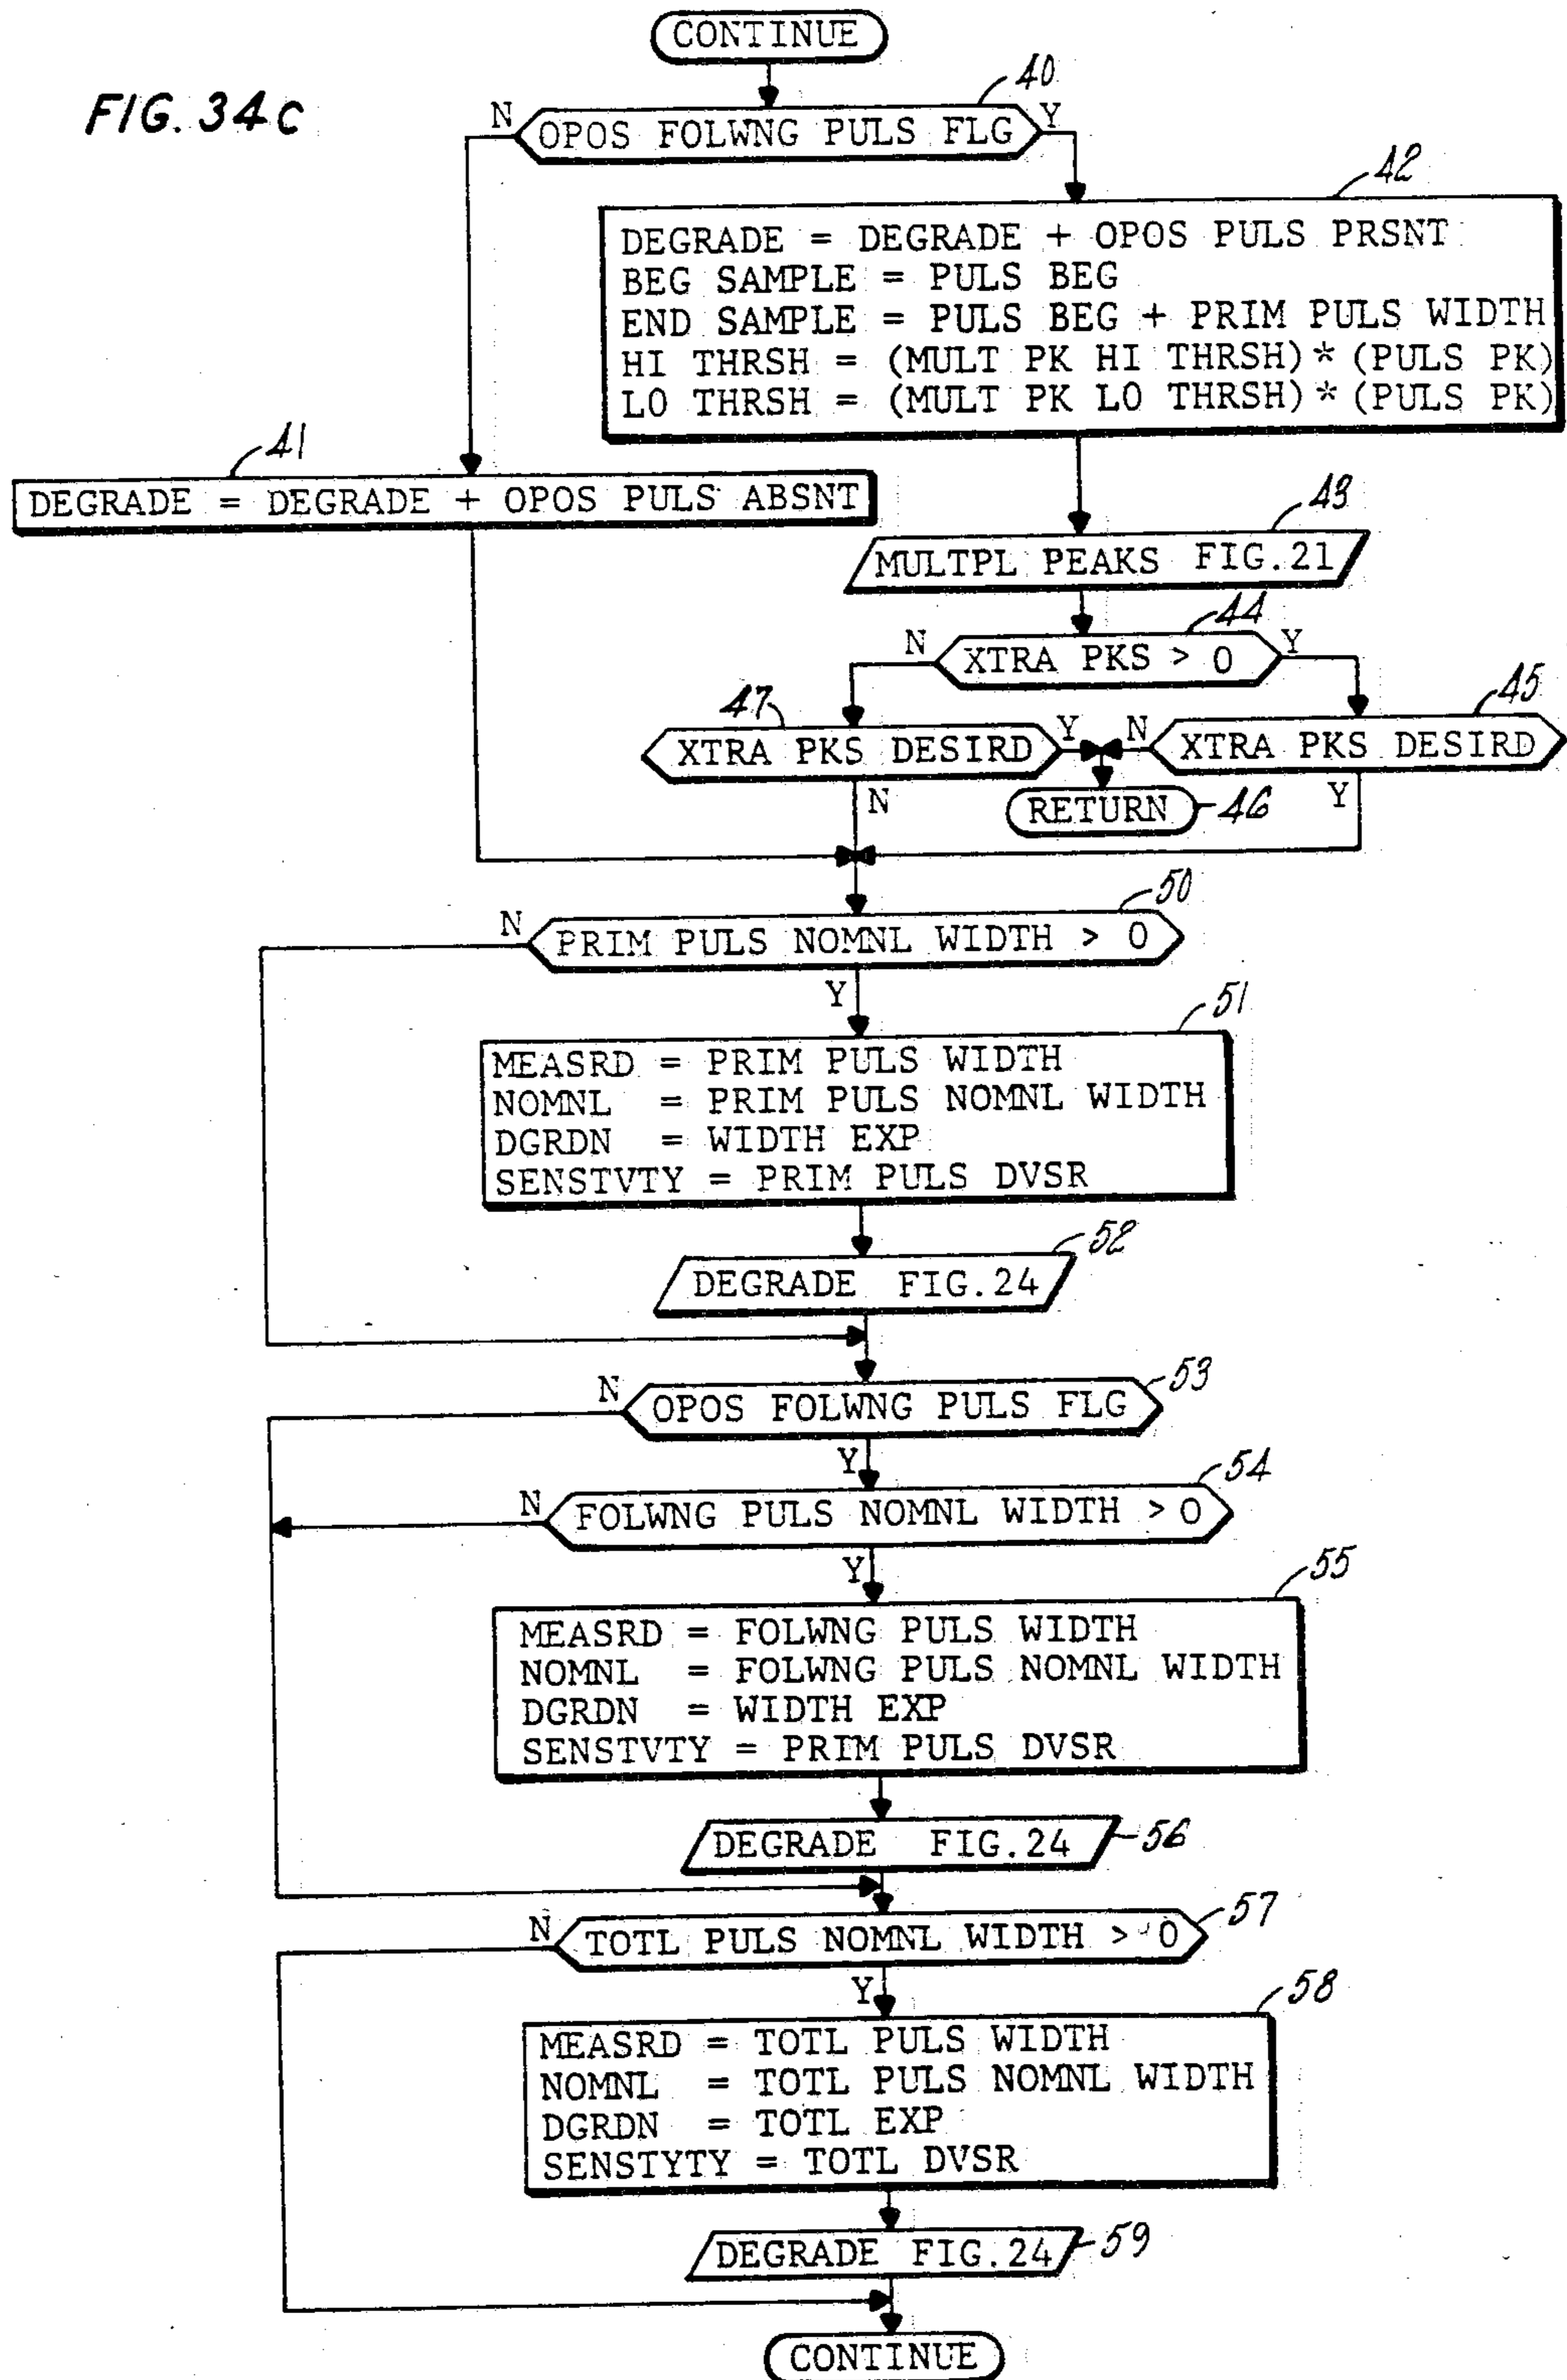 CONTINUE
FIG. 34c
40
N
OPOS FOLWNG PULS FLG
Y
42
DEGRADE = DEGRADE + OPOS PULS PRSNT
BEG SAMPLE = PULS BEG
END SAMPLE = PULS BEG + PRIM PULS WIDTH
HI THRSH = (MULT PK HI THRSH)*(PULS PK)
LO THRSH = (MULT PK LO THRSH)*(PULS PK)
41
DEGRADE = DEGRADE + OPOS PULS ABSNT
43
MULTPL PEAKS FIG.21
44
N
XTRA PKS > 0
Y
47
45
XTRA PKS DESIRD
Y
N
XTRA PKS DESIRD
N
RETURN
46
Y
50
N
PRIM PULS NOMNL WIDTH > 0
Y
51
MEASRD = PRIM PULS WIDTH
NOMNL = PRIM PULS NOMNL WIDTH
DGRDN = WIDTH EXP
SENSTVTY = PRIM PULS DVSR
52
DEGRADE FIG.24
53
N
OPOS FOLWNG PULS FLG
Y
54
N
FOLWNG PULS NOMNL WIDTH > 0
Y
55
MEASRD = FOLWNG PULS WIDTH
NOMNL = FOLWNG PULS NOMNL WIDTH
DGRDN = WIDTH EXP
SENSTVTY = PRIM PULS DVSR
DEGRADE FIG.24
56
57
N
TOTL PULS NOMNL WIDTH > 0
Y
58
MEASRD = TOTL PULS WIDTH
NOMNL = TOTL PULS NOMNL WIDTH
DGRDN = TOTL EXP
SENSTYTY = TOTL DVSR
DEGRADE FIG.24
59
CONTINUE